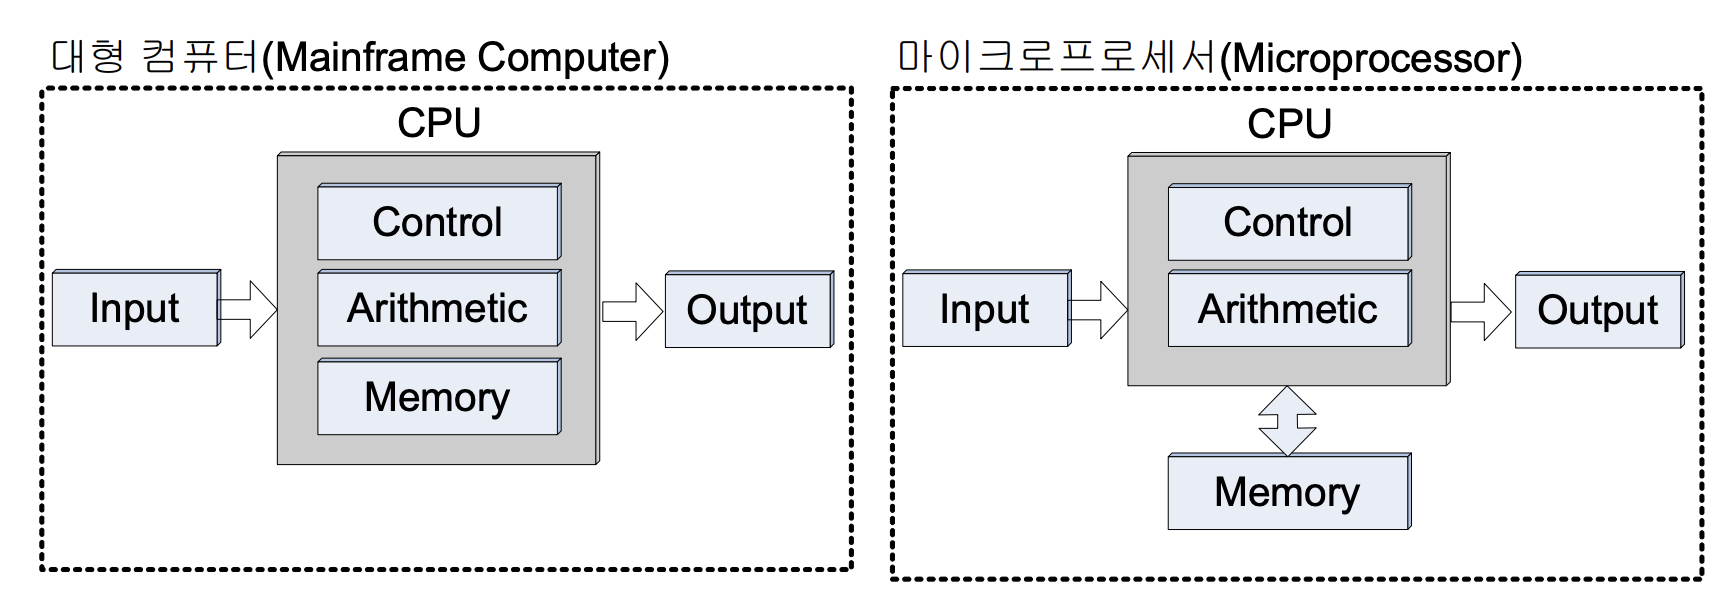 대형 컴퓨터(Mainframe Computer)
CPU
Control
Input
Arithmetic
Output
Memory
마이크로프로세서(Microprocessor)
CPU
Control
Input
Arithmetic
Output
Memory